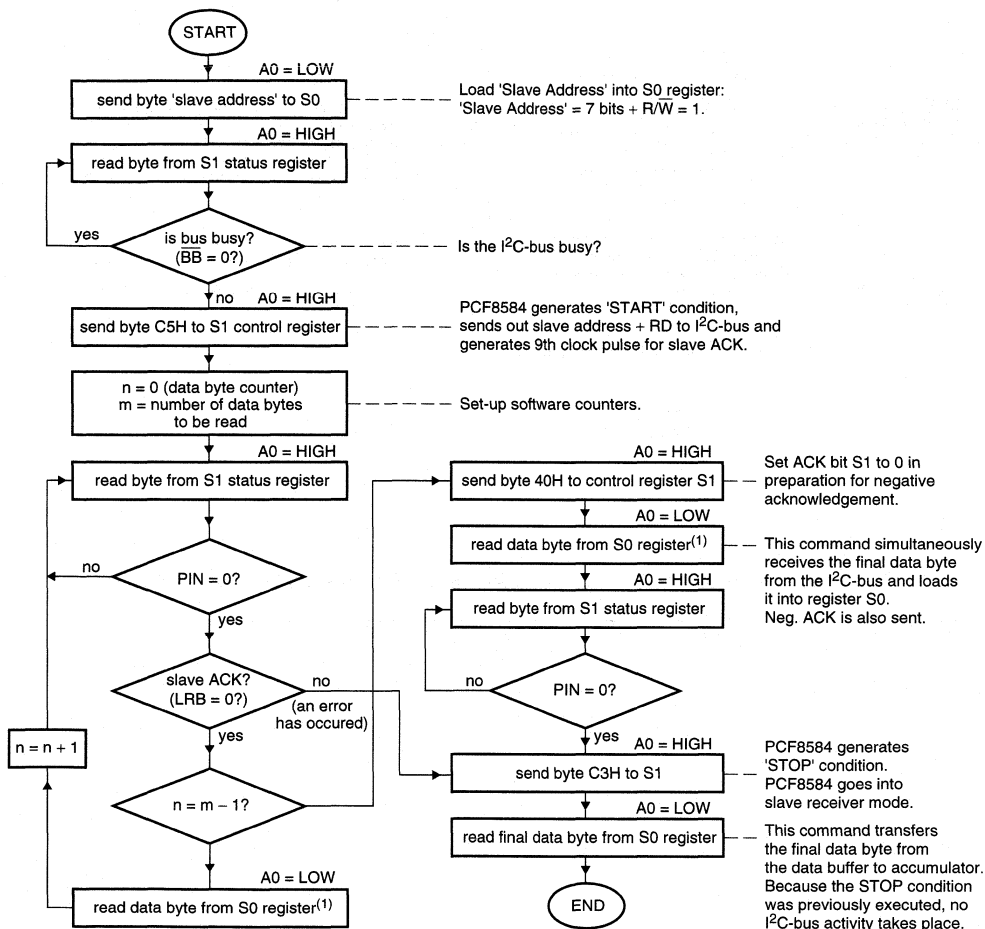 START
A0 = LOW
send byte 'slave address' to S0
Load 'Slave Address' into S0 register:
'Slave Address' = 7 bits + R/W̅ = 1.
A0 = HIGH
read byte from S1 status register
yes
is bus busy?
(B̅B̅ = 0?)
Is the I²C-bus busy?
no
A0 = HIGH
send byte C5H to S1 control register
PCF8584 generates 'START' condition,
sends out slave address + RD to I²C-bus and
generates 9th clock pulse for slave ACK.
n = 0 (data byte counter)
m = number of data bytes
to be read
Set-up software counters.
A0 = HIGH
read byte from S1 status register
no
PIN = 0?
yes
slave ACK?
(LRB = 0?)
no
(an error
has occured)
yes
n = n + 1
n = m – 1?
A0 = LOW
read data byte from S0 register(1)
A0 = HIGH
send byte 40H to control register S1
Set ACK bit S1 to 0 in
preparation for negative
acknowledgement.
A0 = LOW
read data byte from S0 register(1)
This command simultaneously
receives the final data byte
from the I²C-bus and loads
it into register S0.
Neg. ACK is also sent.
A0 = HIGH
read byte from S1 status register
no
PIN = 0?
yes
A0 = HIGH
send byte C3H to S1
PCF8584 generates
'STOP' condition.
PCF8584 goes into
slave receiver mode.
A0 = LOW
read final data byte from S0 register
This command transfers
the final data byte from
the data buffer to accumulator.
Because the STOP condition
was previously executed, no
I²C-bus activity takes place.
END